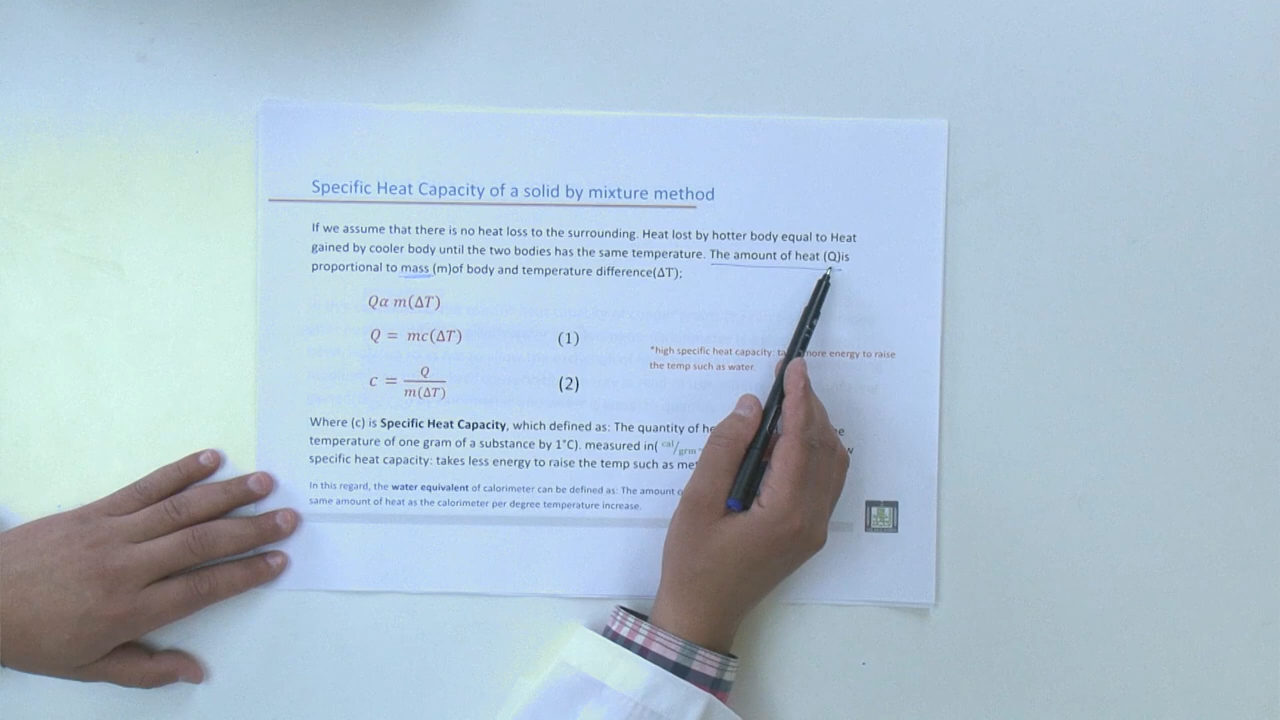 Specific Heat Capacity of a solid by mixture method
If we assume that there is no heat loss to the surrounding. Heat lost by hotter body equal to Heat
gained by cooler body until the two bodies has the same temperature. The amount of heat (Q)is
proportional to mass (m)of body and temperature difference(ΔT);
Qα m(ΔT)
Q = mc(ΔT) (1)
*high specific heat capacity: more energy to raise
the temp such as water.
c = Q/m(ΔT) (2)
Where (c) is Specific Heat Capacity, which defined as: The quantity of
temperature of one gram of a substance by 1°C). measured in( cal/grm
specific heat capacity: takes less energy to raise the temp such as
In this regard, the water equivalent of calorimeter can be defined as: The amount
same amount of heat as the calorimeter per degree temperature increase.